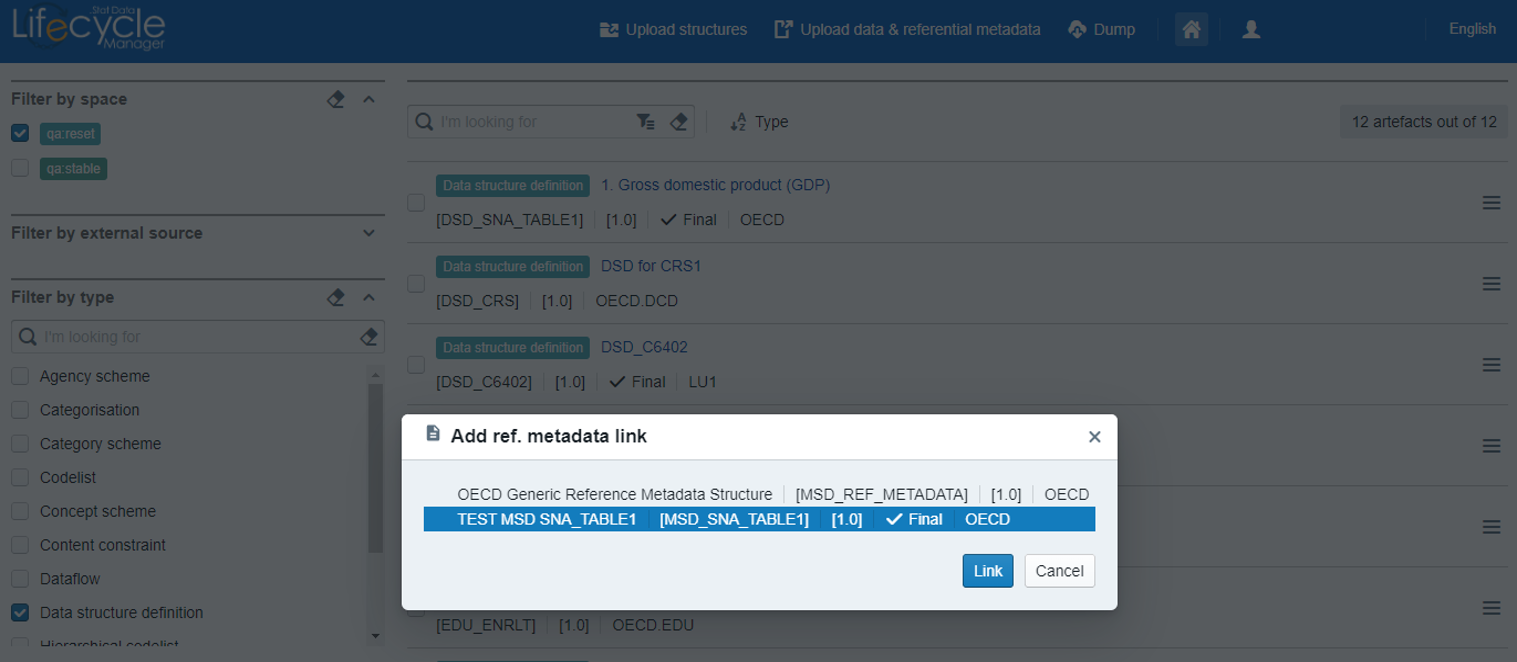 .Stat Data
Lifecycle
Manager
Upload structures
Upload data & referential metadata
Dump
English
Filter by space
qa:reset
qa:stable
Filter by external source
Filter by type
I'm looking for
Agency scheme
Categorisation
Category scheme
Codelist
Concept scheme
Content constraint
Dataflow
Data structure definition
Hierarchical codelist
I'm looking for
Type
12 artefacts out of 12
Data structure definition 1. Gross domestic product (GDP)
[DSD_SNA_TABLE1] [1.0] Final OECD
Data structure definition DSD for CRS1
[DSD_CRS] [1.0] OECD.DCD
Data structure definition DSD_C6402
[DSD_C6402] [1.0] Final LU1
Add ref. metadata link
OECD Generic Reference Metadata Structure [MSD_REF_METADATA] [1.0] OECD
TEST MSD SNA_TABLE1 [MSD_SNA_TABLE1] [1.0] Final OECD
Link Cancel
[EDU_ENRLT] [1.0] OECD.EDU